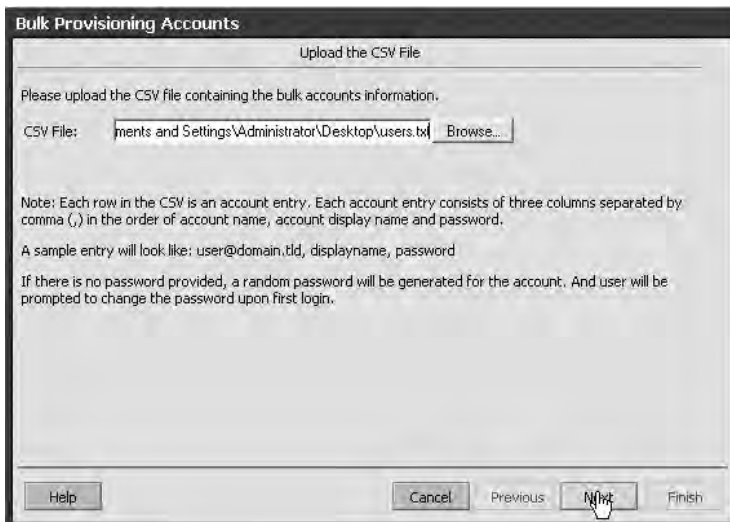 Bulk Provisioning Accounts
Upload the CSV File
Please upload the CSV file containing the bulk accounts information.
CSV File: ments and Settings\Administrator\Desktop\users.txt Browse...
Note: Each row in the CSV is an account entry. Each account entry consists of three columns separated by
comma (,) in the order of account name, account display name and password.
A sample entry will look like: user@domain.tld, displayname, password
If there is no password provided, a random password will be generated for the account. And user will be
prompted to change the password upon first login.
Help Cancel Previous Next Finish